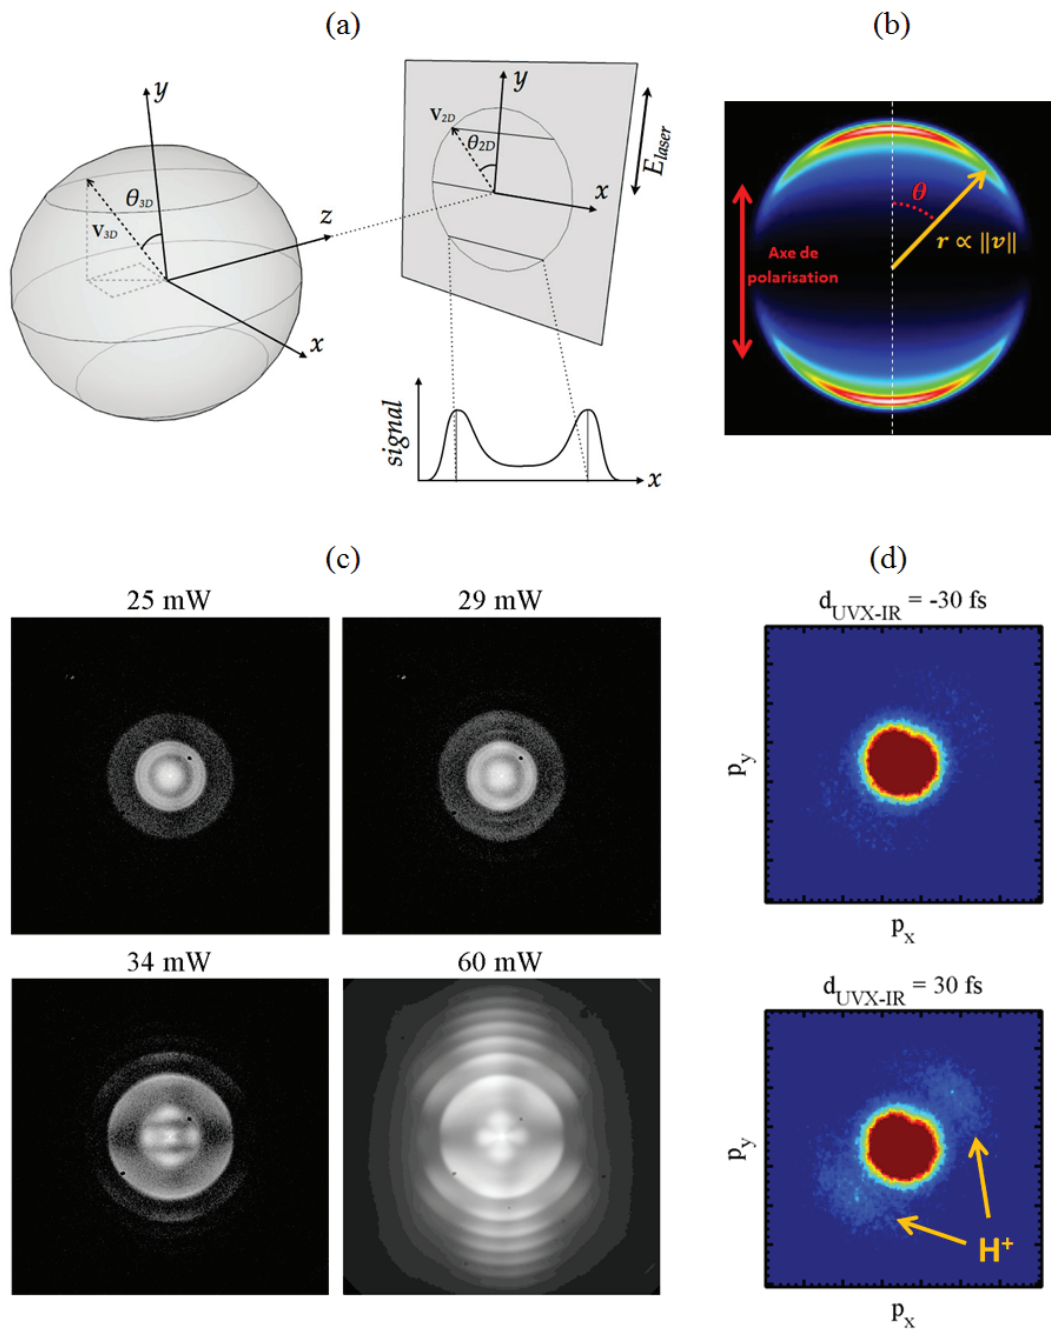 (a)
y
θ3D
v3D
z
x
y
v2D
θ2D
x
Elaser
signal
x
(b)
θ
r ∝ ‖v‖
Axe de
polarisation
(c)
25 mW
29 mW
34 mW
60 mW
(d)
dUVX-IR = -30 fs
py
px
dUVX-IR = 30 fs
py
H+
px